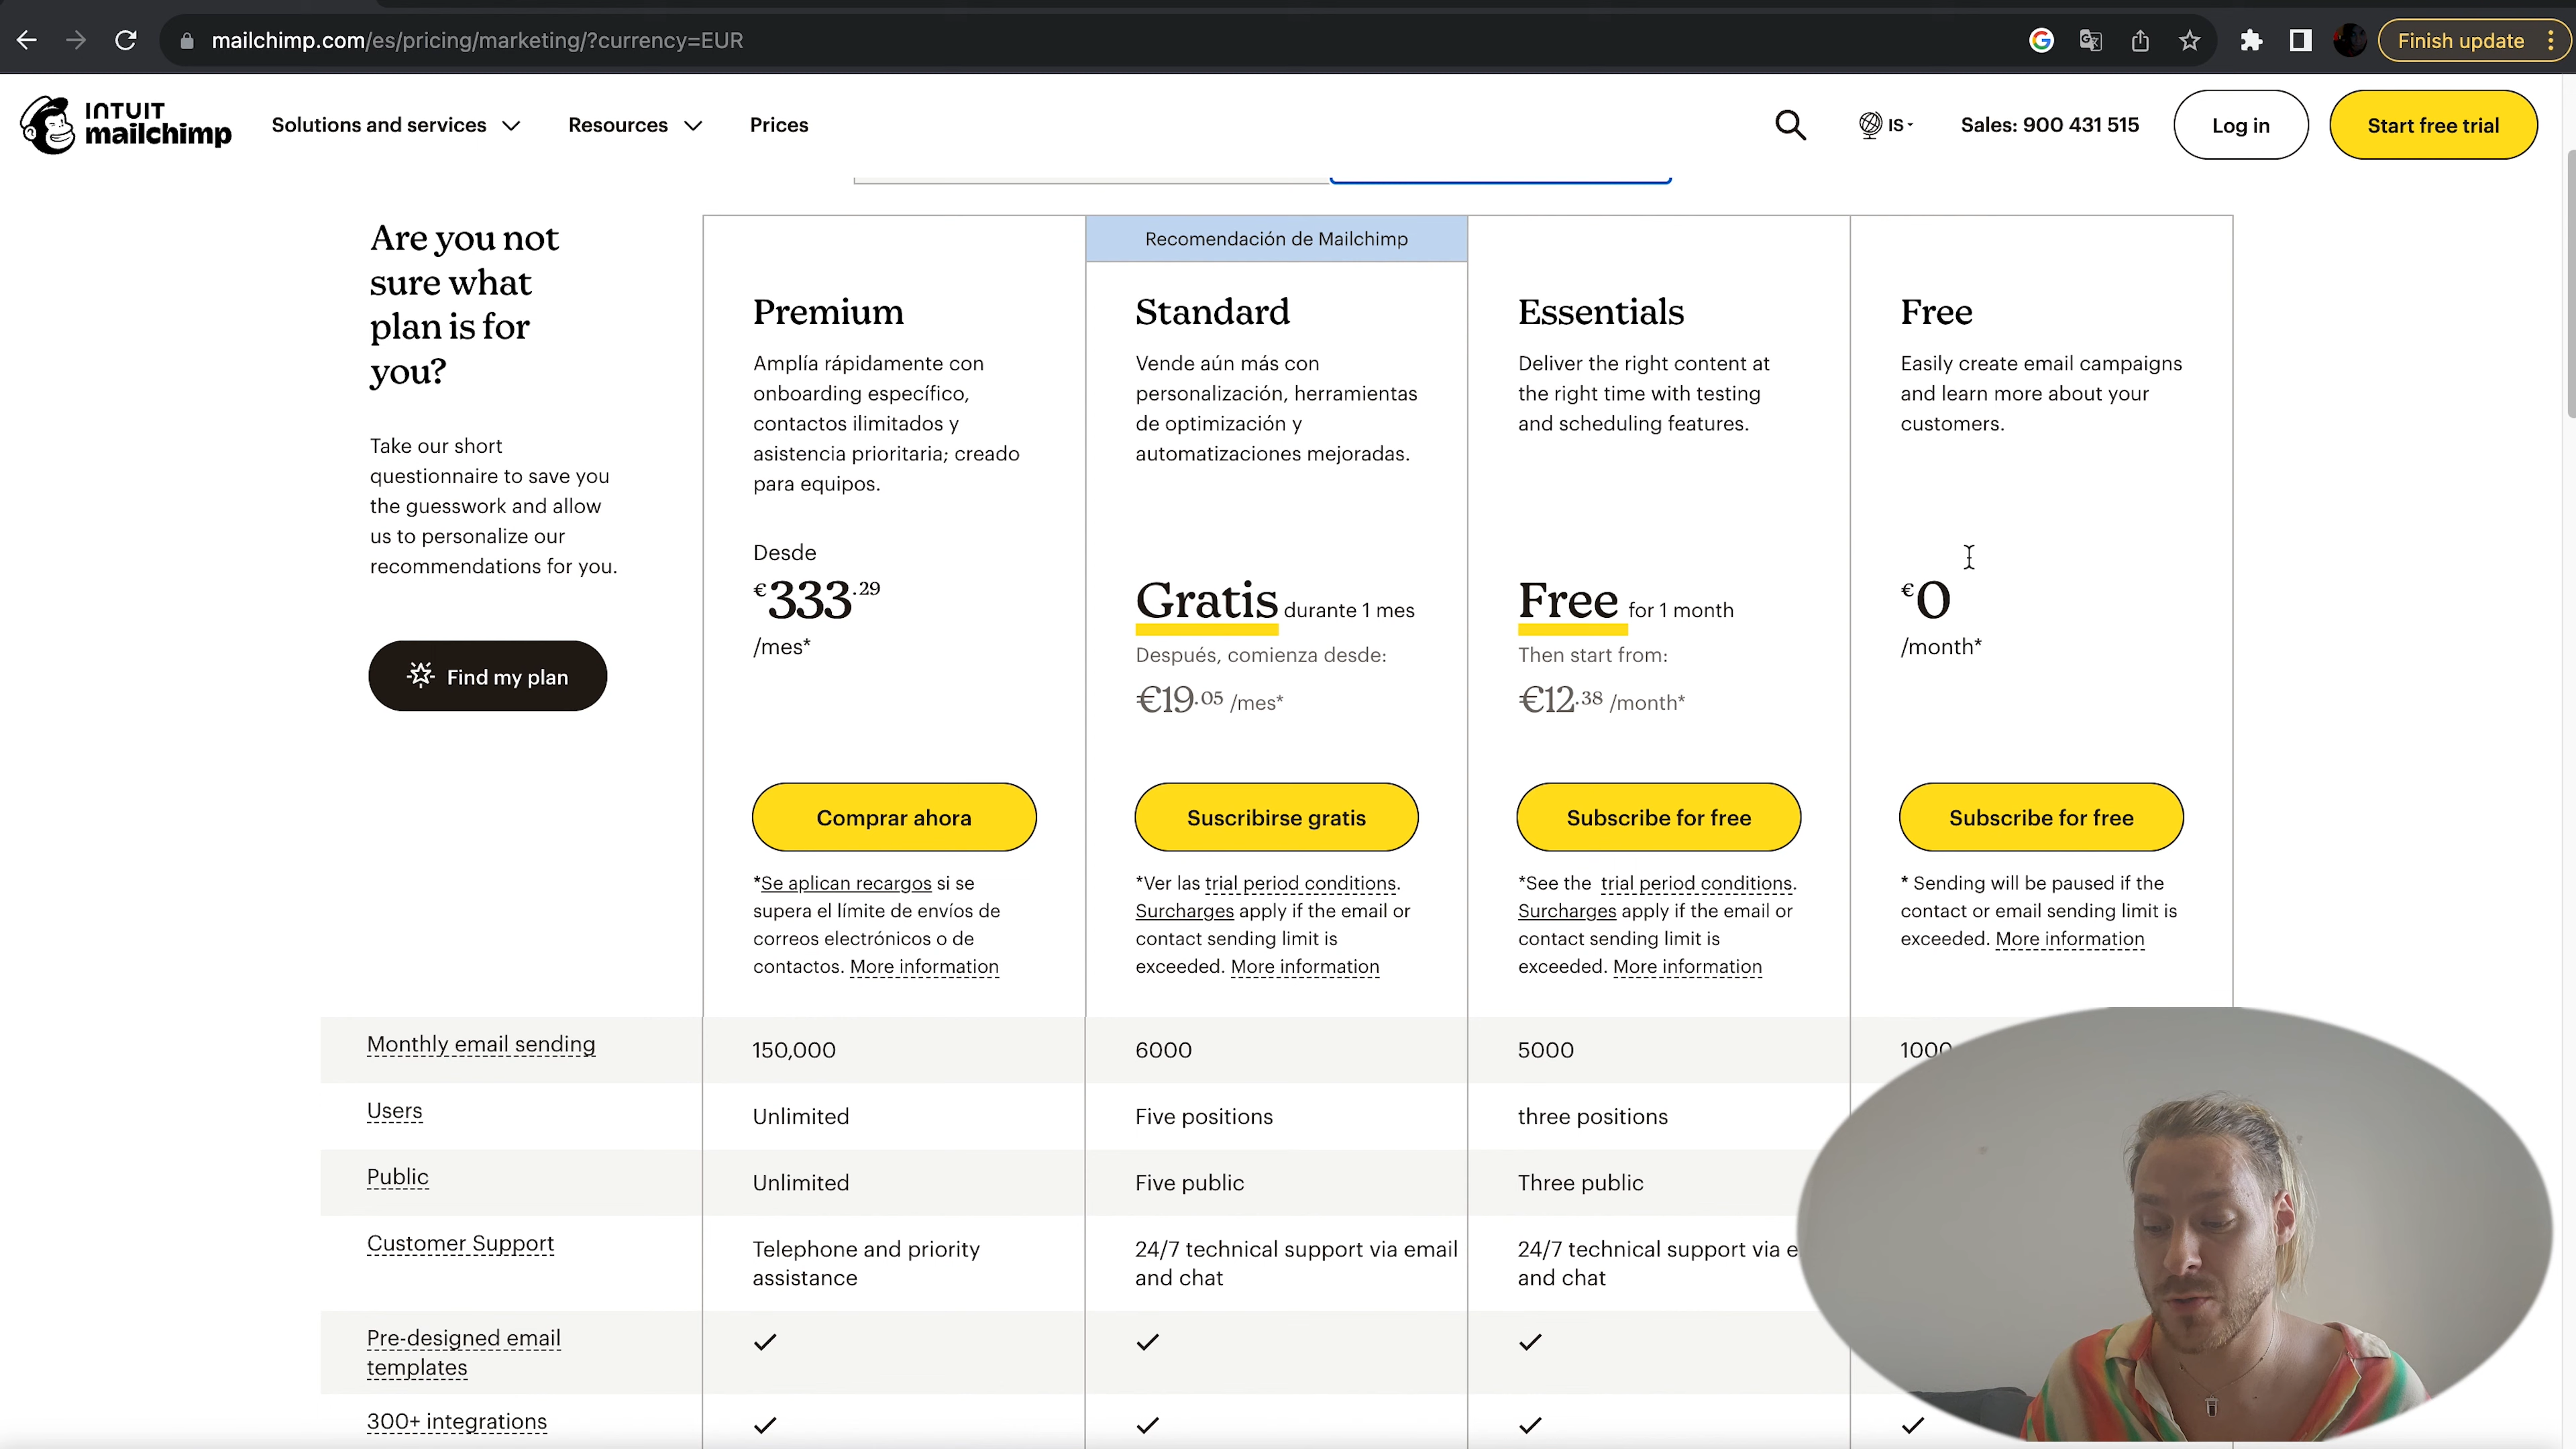 mailchimp.com/es/pricing/marketing/?currency=EUR
Finish update
INTUIT
mailchimp
Solutions and services
Resources
Prices
IS
Sales: 900 431 515
Log in
Start free trial
Are you not
sure what
plan is for
you?
Take our short
questionnaire to save you
the guesswork and allow
us to personalize our
recommendations for you.
Find my plan
Premium
Amplía rápidamente con
onboarding específico,
contactos ilimitados y
asistencia prioritaria; creado
para equipos.
Desde
€333.29
/mes*
Comprar ahora
*Se aplican recargos si se
supera el límite de envíos de
correos electrónicos o de
contactos. More information
Recomendación de Mailchimp
Standard
Vende aún más con
personalización, herramientas
de optimización y
automatizaciones mejoradas.
Gratis durante 1 mes
Después, comienza desde:
€19.05 /mes*
Suscribirse gratis
*Ver las trial period conditions.
Surcharges apply if the email or
contact sending limit is
exceeded. More information
Essentials
Deliver the right content at
the right time with testing
and scheduling features.
Free for 1 month
Then start from:
€12.38 /month*
Subscribe for free
*See the trial period conditions.
Surcharges apply if the email or
contact sending limit is
exceeded. More information
Free
Easily create email campaigns
and learn more about your
customers.
€0
/month*
Subscribe for free
* Sending will be paused if the
contact or email sending limit is
exceeded. More information
Monthly email sending
150,000
6000
5000
1000
Users
Unlimited
Five positions
three positions
Public
Unlimited
Five public
Three public
Customer Support
Telephone and priority
assistance
24/7 technical support via email
and chat
24/7 technical support via e
and chat
Pre-designed email
templates
300+ integrations